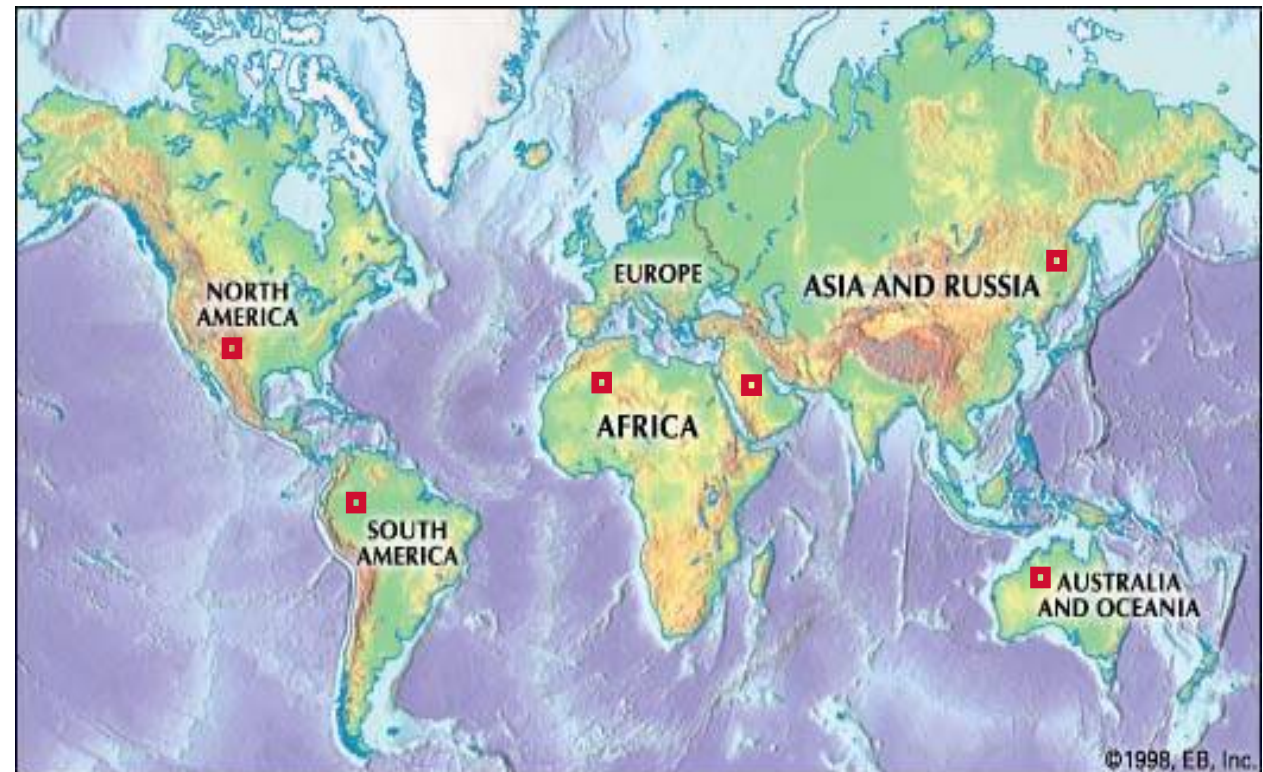 NORTH
AMERICA
EUROPE
ASIA AND RUSSIA
AFRICA
SOUTH
AMERICA
AUSTRALIA
AND OCEANIA
©1998, EB, Inc.